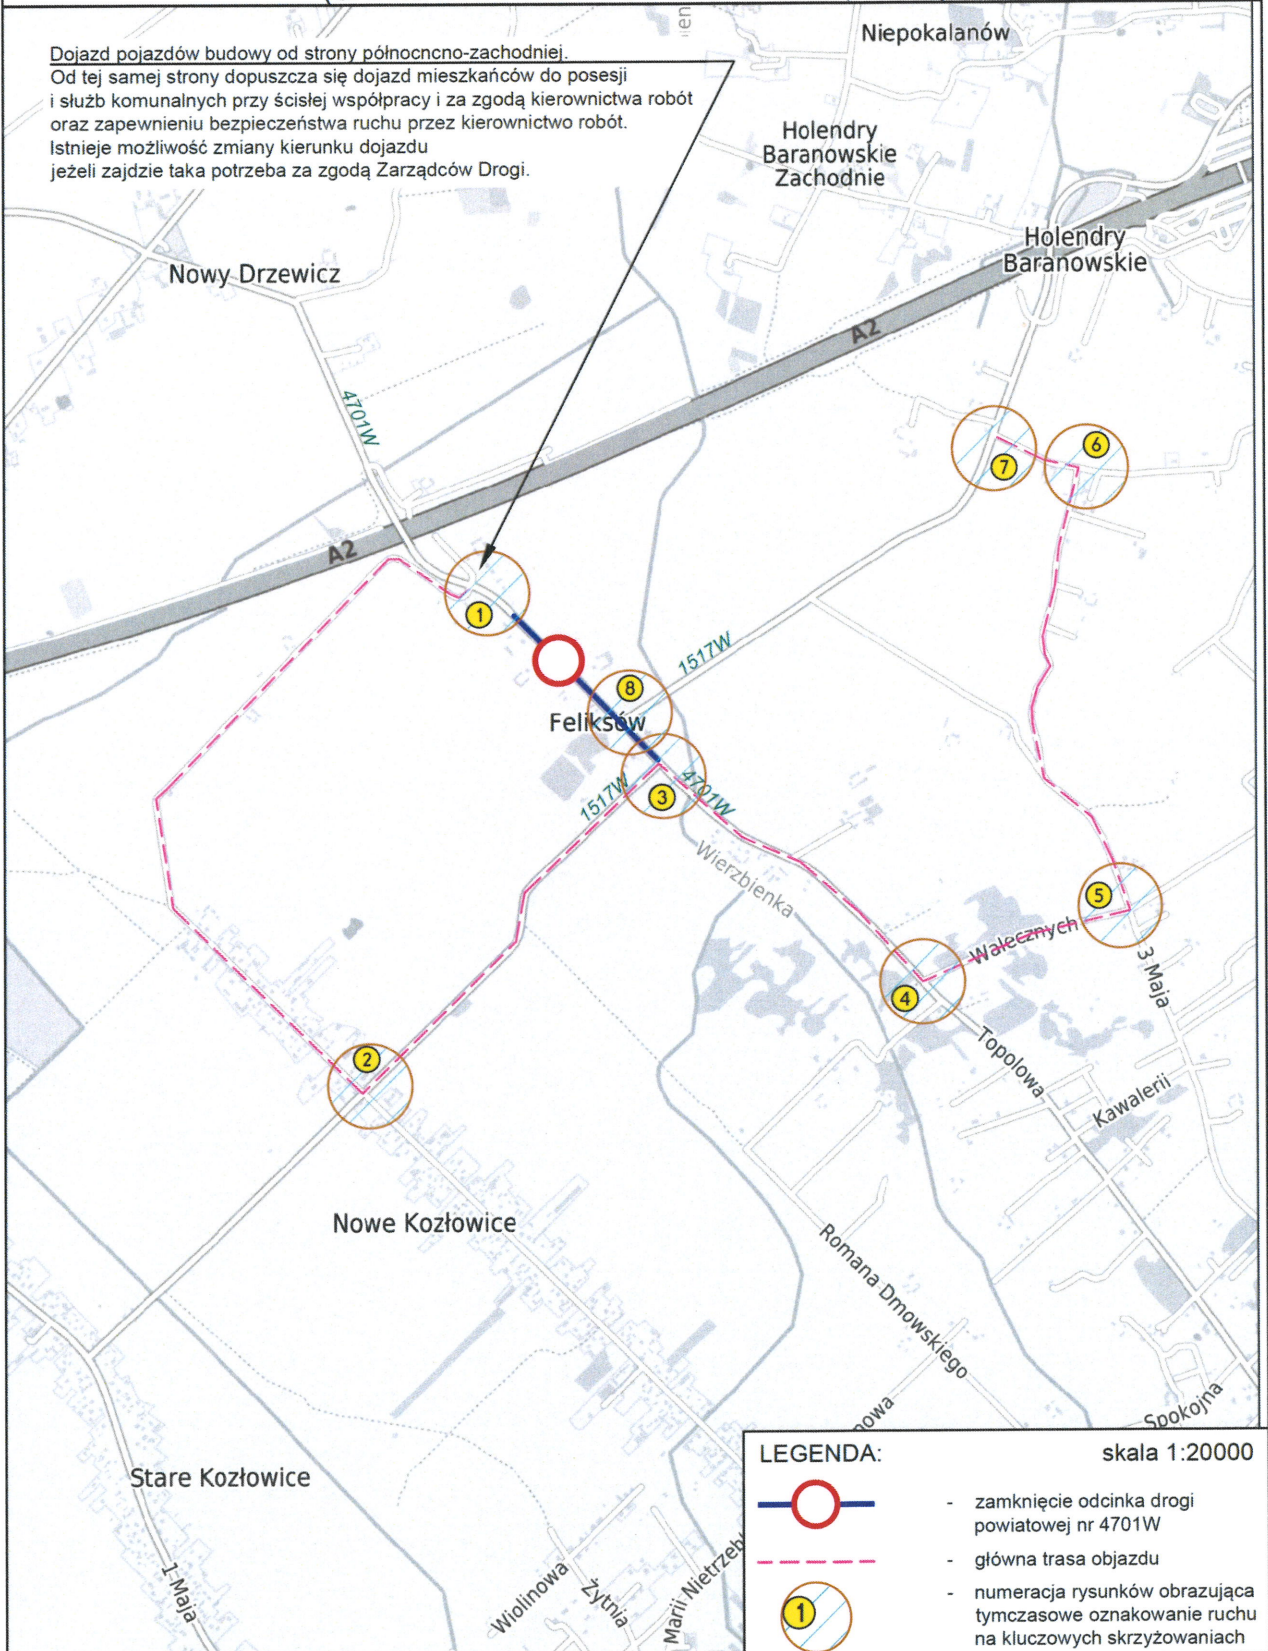 Dojazd pojazdów budowy od strony północncno-zachodniej.
Od tej samej strony dopuszcza się dojazd mieszkańców do posesji
i służb komunalnych przy ścisłej współpracy i za zgodą kierownictwa robót
oraz zapewnieniu bezpieczeństwa ruchu przez kierownictwo robót.
Istnieje możliwość zmiany kierunku dojazdu
jeżeli zajdzie taka potrzeba za zgodą Zarządców Drogi.
Niepokalanów
Holendry
Baranowskie
Zachodnie
Holendry
Baranowskie
Nowy Drzewicz
A2
4701W
A2
7
6
1
1517W
8
Feliksów
3
4701W
1517W
Wierzbienka
5
Walecznych
3 Maja
4
Topolowa
2
Kawalerii
Nowe Kozłowice
Romana Dmowskiego
nowa
Spokojna
Stare Kozłowice
1 Maja
Wiolinowa
Żytnia
Marii Nietrzeb
LEGENDA:
skala 1:20000
- zamknięcie odcinka drogi
powiatowej nr 4701W
- główna trasa objazdu
1
- numeracja rysunków obrazująca
tymczasowe oznakowanie ruchu
na kluczowych skrzyżowaniach